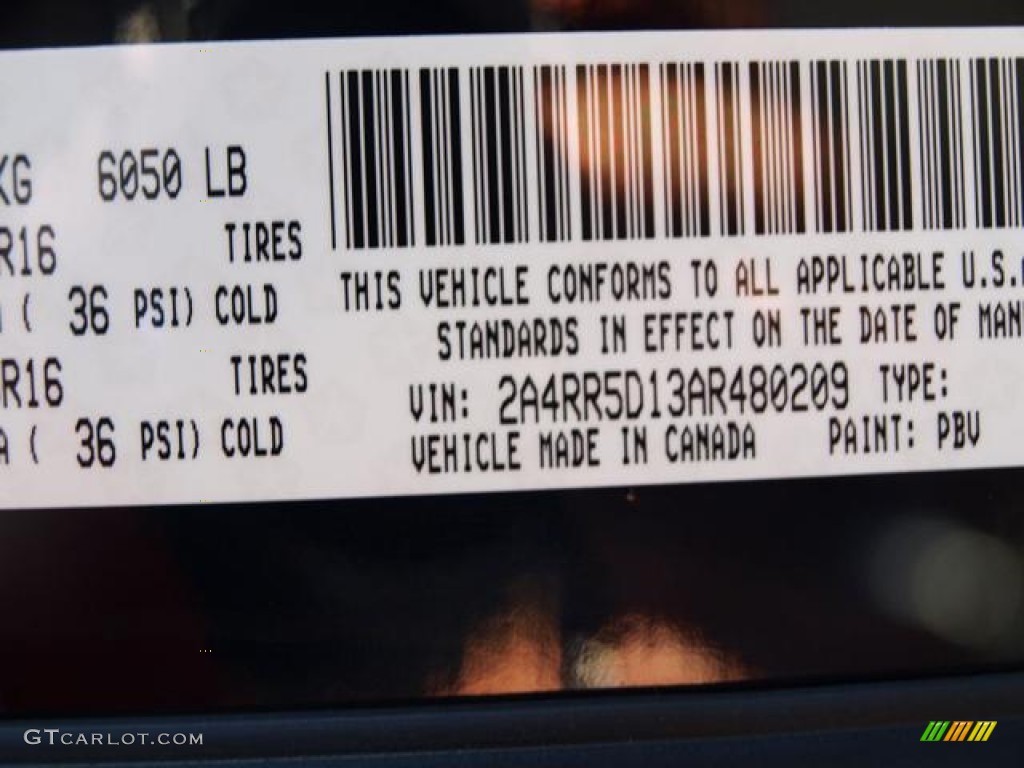 KG 6050 LB
R16 TIRES
( 36 PSI) COLD
R16 TIRES
A ( 36 PSI) COLD
THIS VEHICLE CONFORMS TO ALL APPLICABLE U.S.
STANDARDS IN EFFECT ON THE DATE OF MAN
VIN: 2A4RR5D13AR480209 TYPE:
VEHICLE MADE IN CANADA PAINT: PBV
GTCARLOT.COM